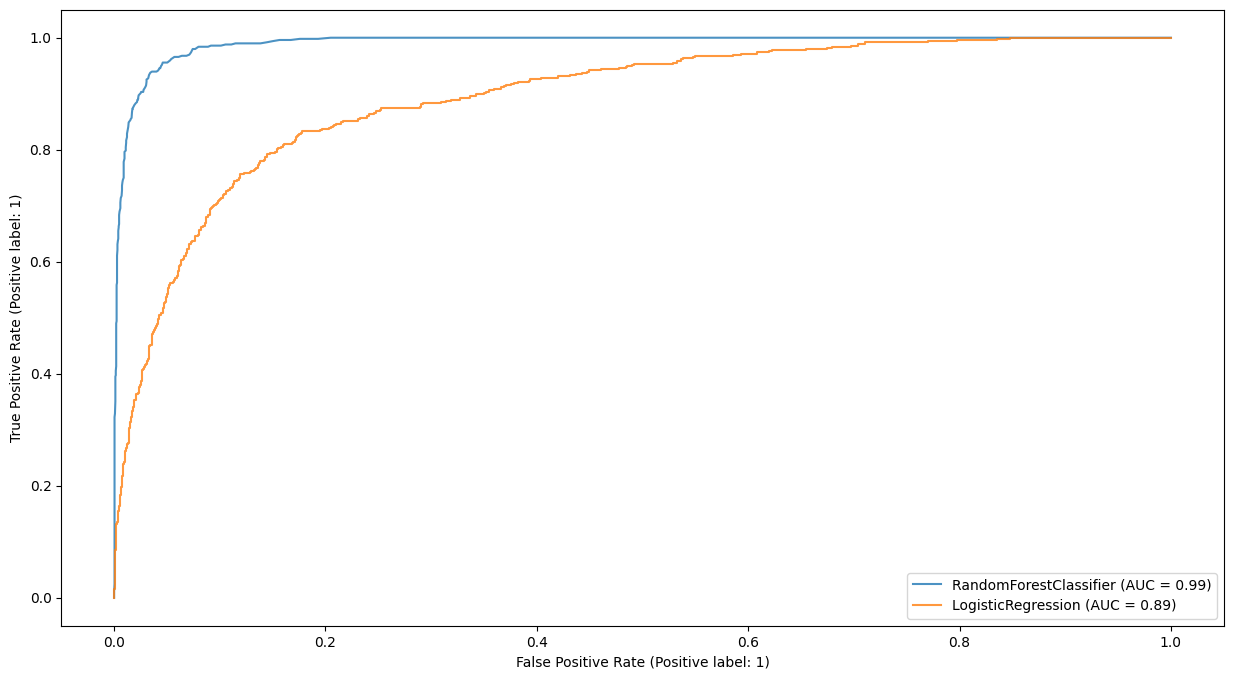 1.0
0.8
0.6
0.4
0.2
0.0
True Positive Rate (Positive label: 1)
RandomForestClassifier (AUC = 0.99)
LogisticRegression (AUC = 0.89)
0.0 0.2 0.4 0.6 0.8 1.0
False Positive Rate (Positive label: 1)